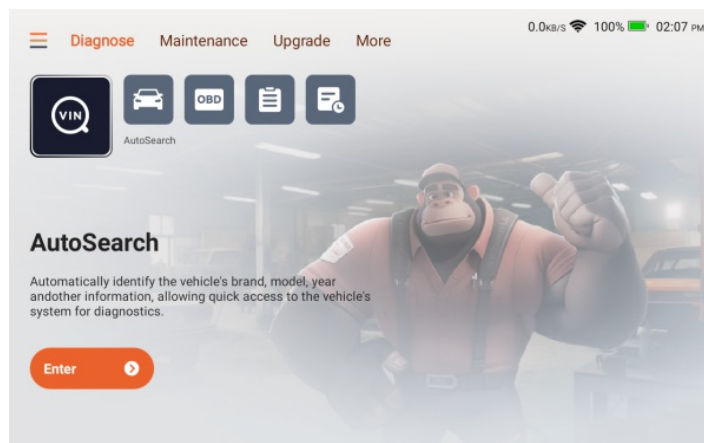 0.0KB/S 100% 02:07 PM
Diagnose Maintenance Upgrade More
VIN
OBD
AutoSearch
AutoSearch
Automatically identify the vehicle's brand, model, year
andother information, allowing quick access to the vehicle's
system for diagnostics.
Enter